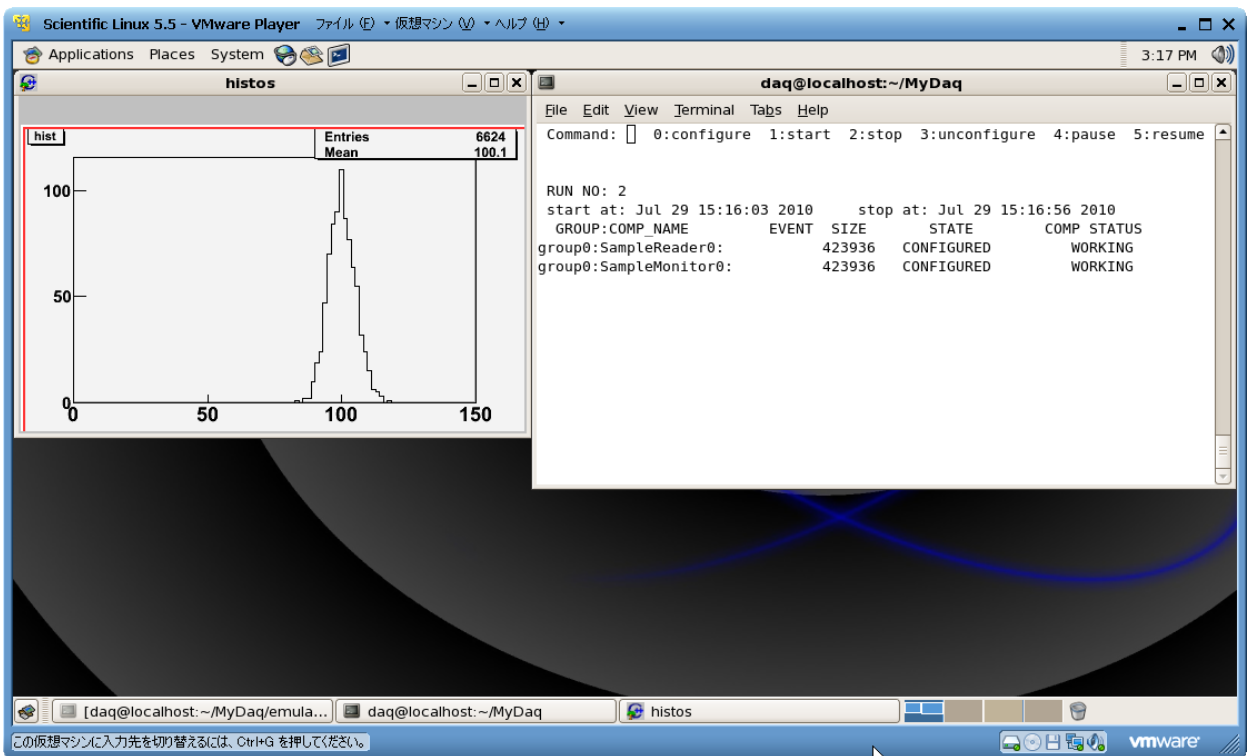 Scientific Linux 5.5 - VMware Player ファイル (F) ▾ 仮想マシン (V) ▾ ヘルプ (H) ▾
Applications Places System 3:17 PM
histos
hist
Entries 6624
Mean 100.1
100
50
0
0 50 100 150
daq@localhost:~/MyDaq
File Edit View Terminal Tabs Help
Command: 0:configure 1:start 2:stop 3:unconfigure 4:pause 5:resume
RUN NO: 2
start at: Jul 29 15:16:03 2010 stop at: Jul 29 15:16:56 2010
GROUP:COMP_NAME EVENT SIZE STATE COMP STATUS
group0:SampleReader0: 423936 CONFIGURED WORKING
group0:SampleMonitor0: 423936 CONFIGURED WORKING
[daq@localhost:~/MyDaq/emula... daq@localhost:~/MyDaq histos
この仮想マシンに入力先を切り替えるには、Ctrl+G を押してください。 vmware